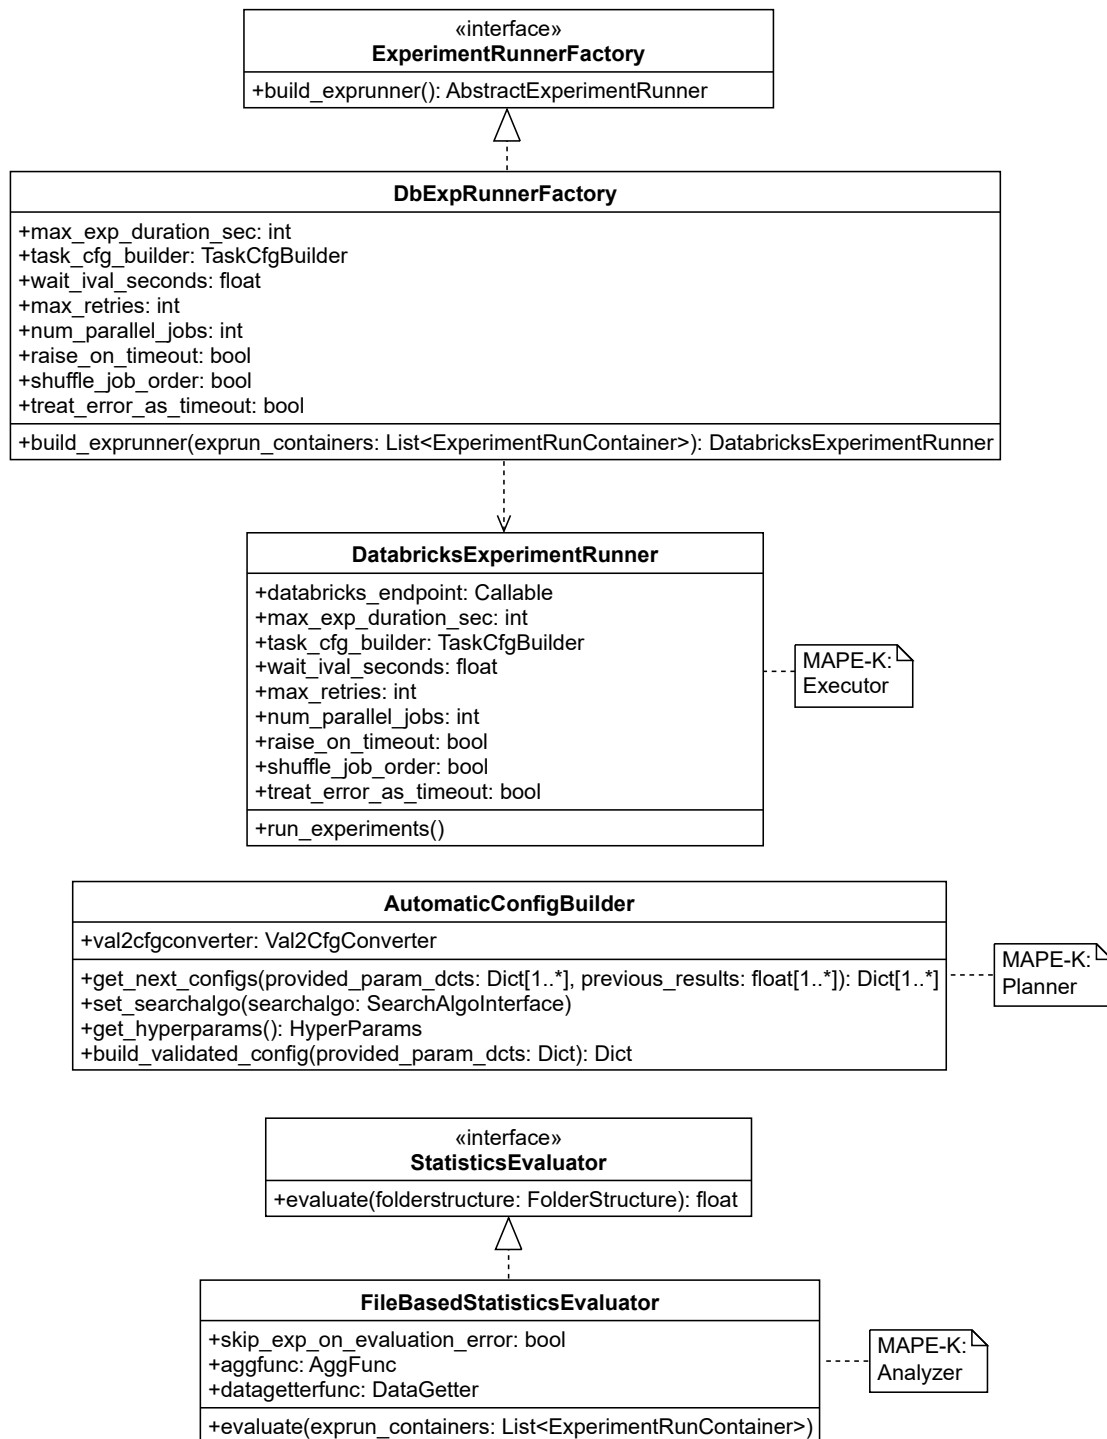 «interface»
ExperimentRunnerFactory
+build_exprunner(): AbstractExperimentRunner
DbExpRunnerFactory
+max_exp_duration_sec: int
+task_cfg_builder: TaskCfgBuilder
+wait_ival_seconds: float
+max_retries: int
+num_parallel_jobs: int
+raise_on_timeout: bool
+shuffle_job_order: bool
+treat_error_as_timeout: bool
+build_exprunner(exprun_containers: List<ExperimentRunContainer>): DatabricksExperimentRunner
DatabricksExperimentRunner
+databricks_endpoint: Callable
+max_exp_duration_sec: int
+task_cfg_builder: TaskCfgBuilder
+wait_ival_seconds: float
+max_retries: int
+num_parallel_jobs: int
+raise_on_timeout: bool
+shuffle_job_order: bool
+treat_error_as_timeout: bool
+run_experiments()
MAPE-K:
Executor
AutomaticConfigBuilder
+val2cfgconverter: Val2CfgConverter
+get_next_configs(provided_param_dcts: Dict[1..*], previous_results: float[1..*]): Dict[1..*]
+set_searchalgo(searchalgo: SearchAlgoInterface)
+get_hyperparams(): HyperParams
+build_validated_config(provided_param_dcts: Dict): Dict
MAPE-K:
Planner
«interface»
StatisticsEvaluator
+evaluate(folderstructure: FolderStructure): float
FileBasedStatisticsEvaluator
+skip_exp_on_evaluation_error: bool
+aggfunc: AggFunc
+datagetterfunc: DataGetter
+evaluate(exprun_containers: List<ExperimentRunContainer>)
MAPE-K:
Analyzer